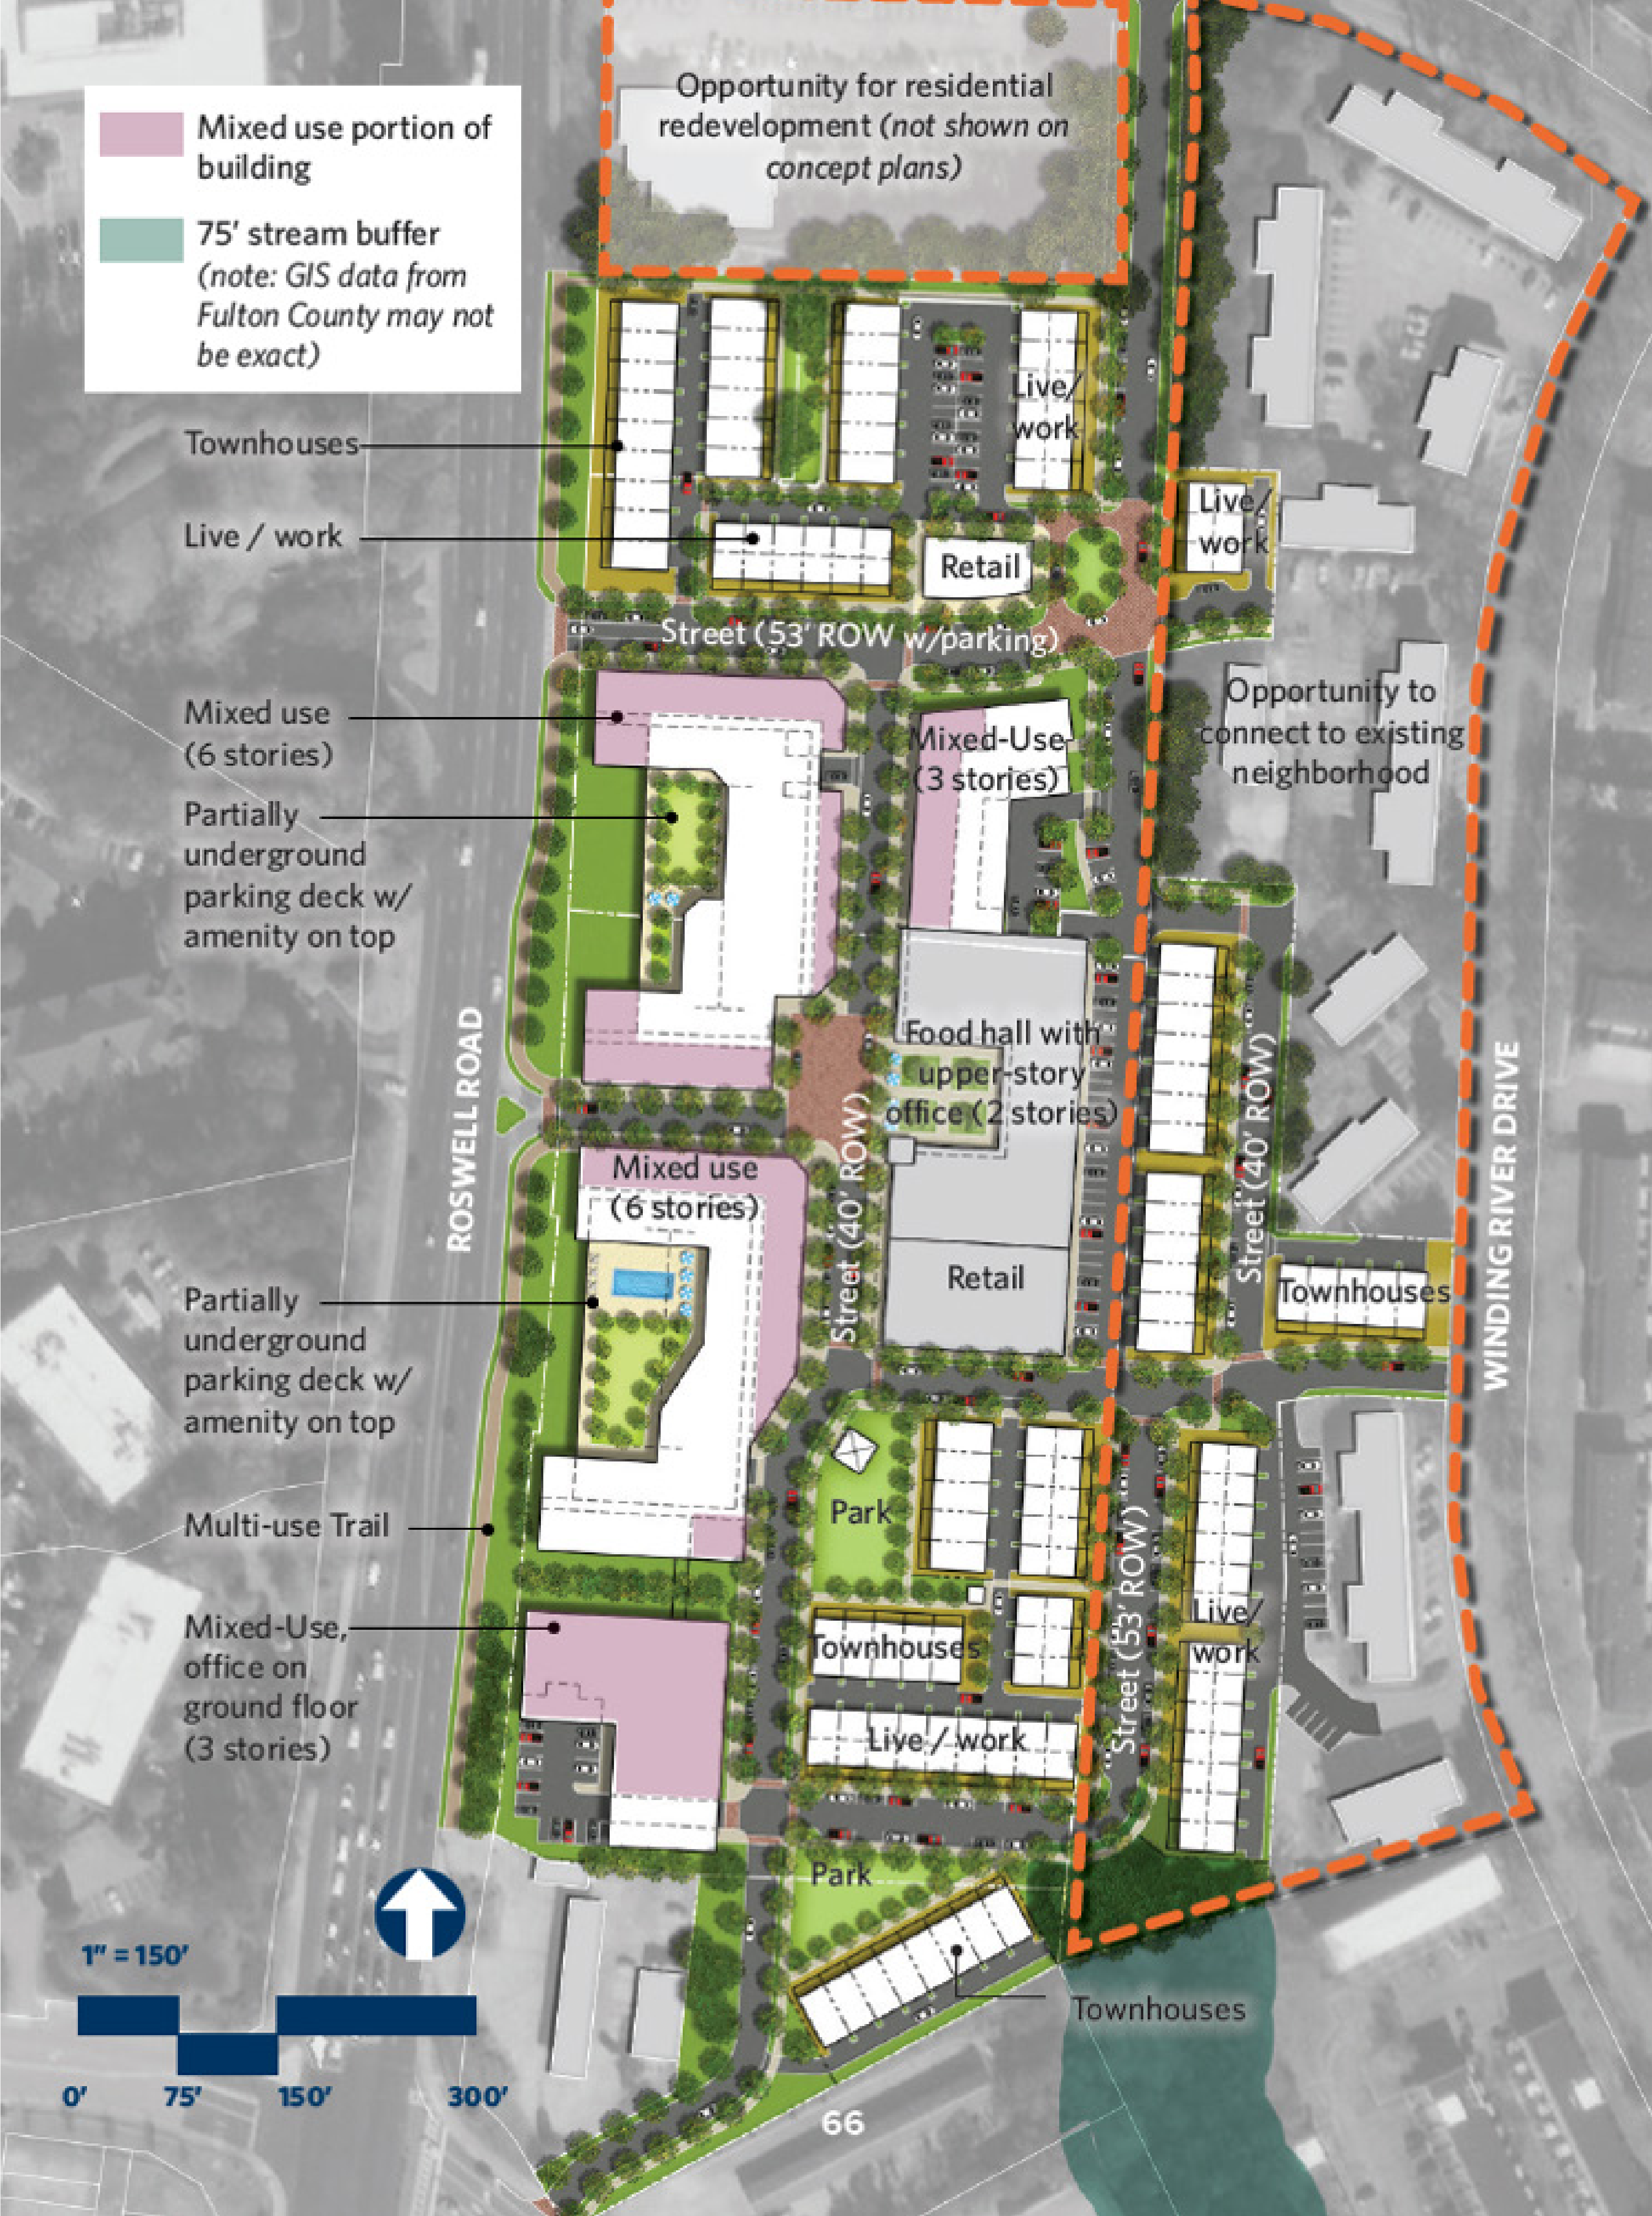 Opportunity for residential
redevelopment (not shown on
concept plans)
Mixed use portion of
building
75' stream buffer
(note: GIS data from
Fulton County may not
be exact)
Townhouses
Live/
work
Live / work
Live/
work
Retail
Street (53' ROW w/parking)
Mixed use
(6 stories)
Opportunity to
connect to existing
neighborhood
Mixed-Use
(3 stories)
Partially
underground
parking deck w/
amenity on top
ROSWELL ROAD
Food hall with
upper-story
office (2 stories)
Street (40' ROW)
Street (40' ROW)
WINDING RIVER DRIVE
Mixed use
(6 stories)
Retail
Townhouses
Partially
underground
parking deck w/
amenity on top
Park
Multi-use Trail
Street (53' ROW)
Live/
work
Mixed-Use,
office on
ground floor
(3 stories)
Townhouses
Live / work
Park
1" = 150'
Townhouses
0' 75' 150' 300'
66